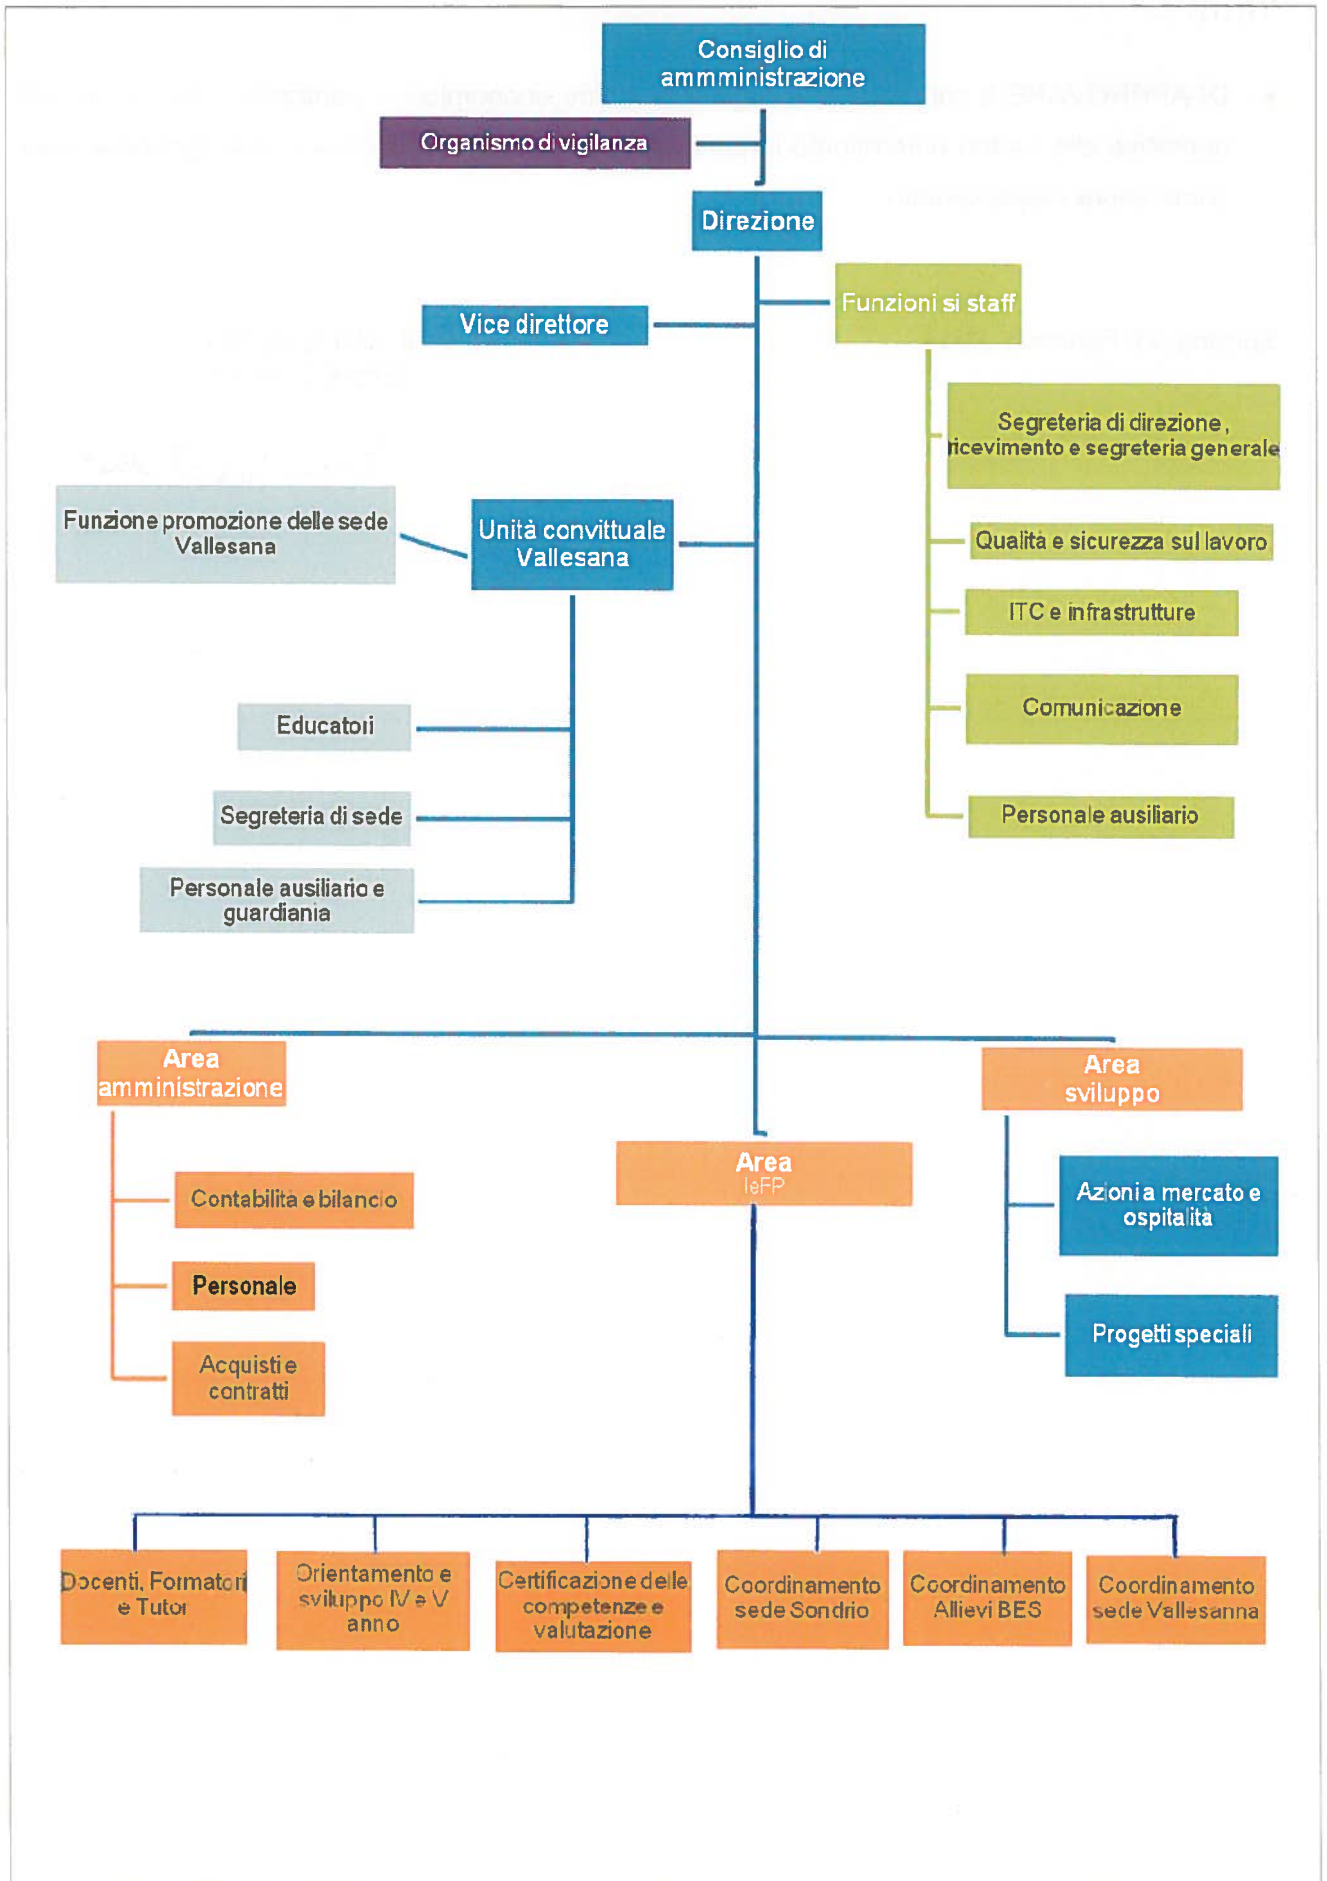 Consiglio di
ammministrazione
Organismo di vigilanza
Direzione
Funzioni si staff
Vice direttore
Segreteria di direzione,
ricevimento e segreteria generale
Funzione promozione delle sede
Vallesana
Unità convittuale
Vallesana
Qualità e sicurezza sul lavoro
ITC e infrastrutture
Educatori
Comunicazione
Segreteria di sede
Personale ausiliario
Personale ausiliario e
guardiania
Area
amministrazione
Area
sviluppo
Area
IeFP
Contabilità e bilancio
Azioni a mercato e
ospitalità
Personale
Progetti speciali
Acquisti e
contratti
Docenti, Formatori
e Tutor
Orientamento e
sviluppo IV e V
anno
Certificazione delle
competenze e
valutazione
Coordinamento
sede Sondrio
Coordinamento
Allievi BES
Coordinamento
sede Vallesanna